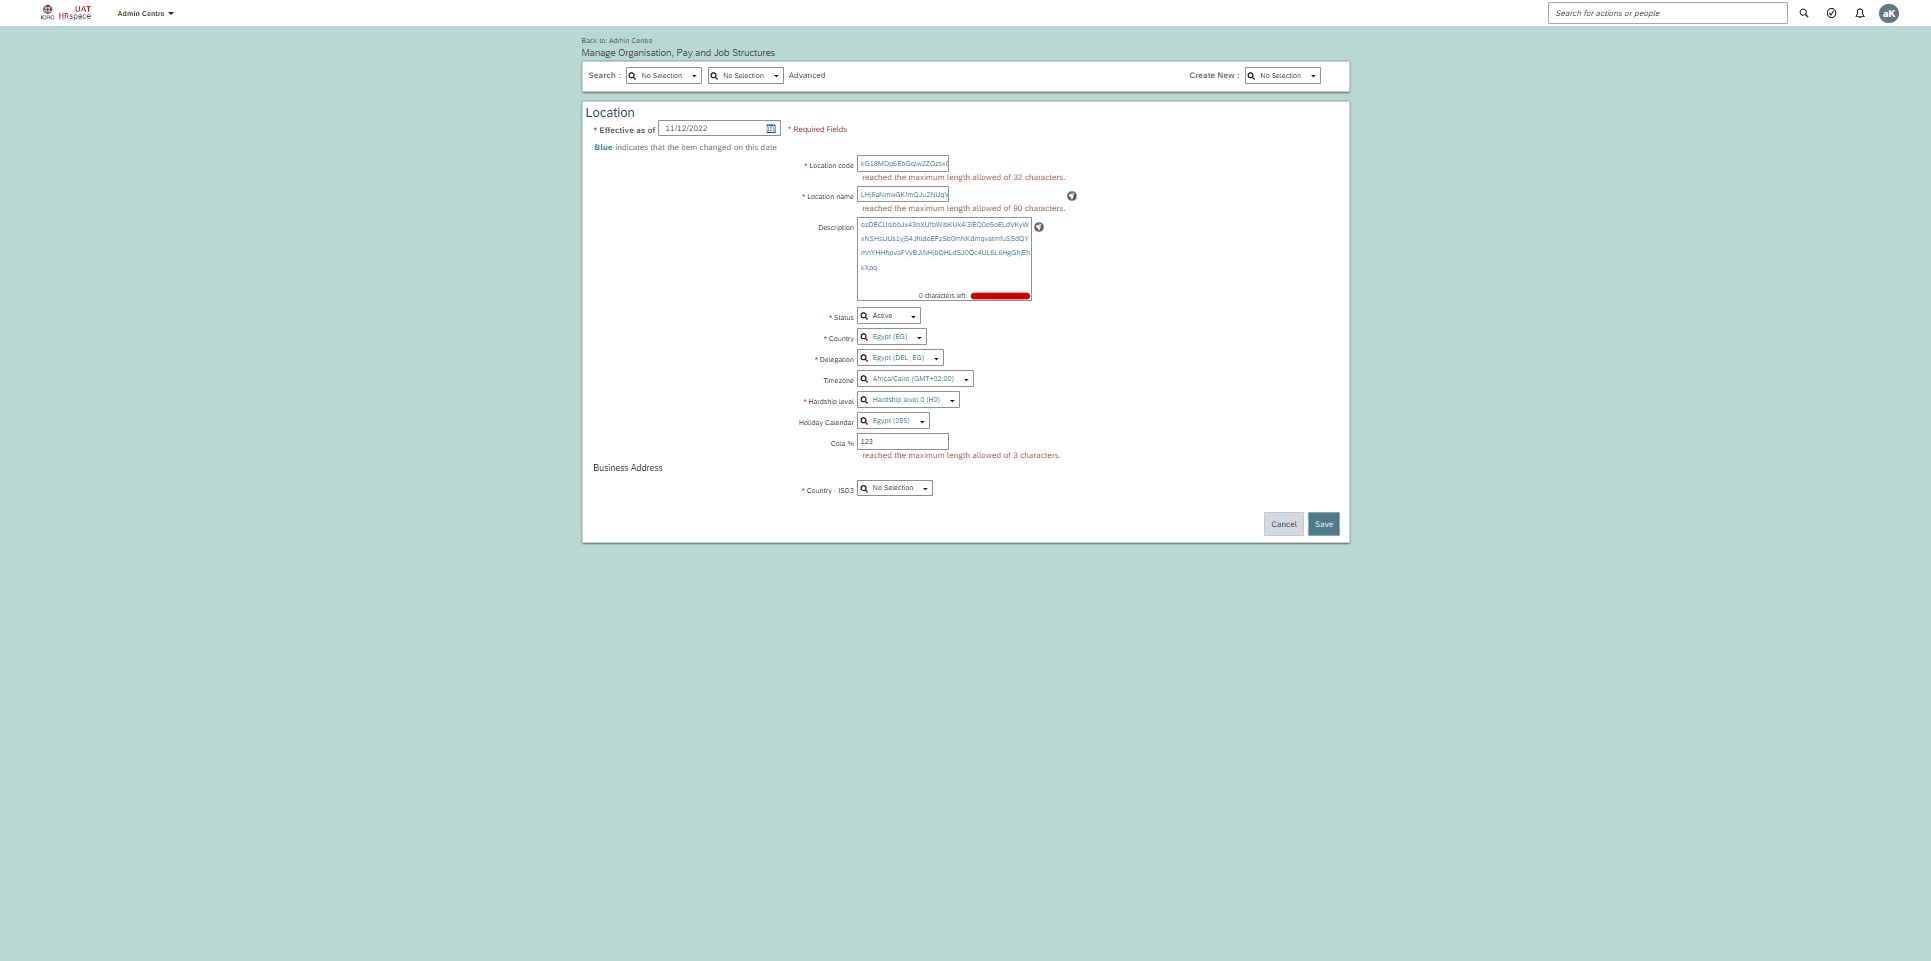 ICRC
UAT
HRspace
Admin Centre
Search for actions or people
aK
Back to: Admin Centre
Manage Organisation, Pay and Job Structures
Search : No Selection No Selection Advanced
Create New : No Selection
Location
* Effective as of 11/12/2022 * Required Fields
Blue indicates that the item changed on this date
* Location code
reached the maximum length allowed of 32 characters.
* Location name
reached the maximum length allowed of 90 characters.
Description
kXpq
0 characters left
* Status Active
* Country Egypt (EG)
* Delegation Egypt (DEL_EG)
Timezone Africa/Cairo (GMT+02:00)
* Hardship level Hardship level 0 (H0)
Holiday Calendar Egypt (055)
Cola % 123
reached the maximum length allowed of 3 characters.
Business Address
* Country - ISO3 No Selection
Cancel Save